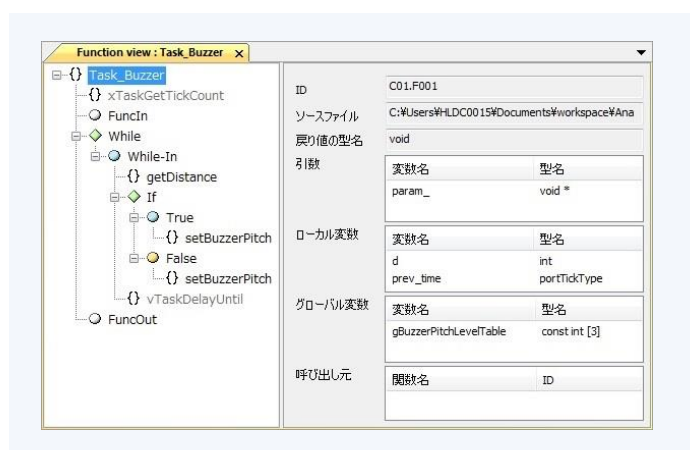 Function view : Task_Buzzer x
{} Task_Buzzer
{} xTaskGetTickCount
FuncIn
While
While-In
{} getDistance
If
True
{} setBuzzerPitch
False
{} setBuzzerPitch
{} vTaskDelayUntil
FuncOut
ID C01.F001
ソースファイル C:¥Users¥HLDC0015¥Documents¥workspace¥Ana
戻り値の型名 void
引数 変数名 型名
param_ void *
ローカル変数 変数名 型名
d int
prev_time portTickType
グローバル変数 変数名 型名
gBuzzerPitchLevelTable const int [3]
呼び出し元 関数名 ID